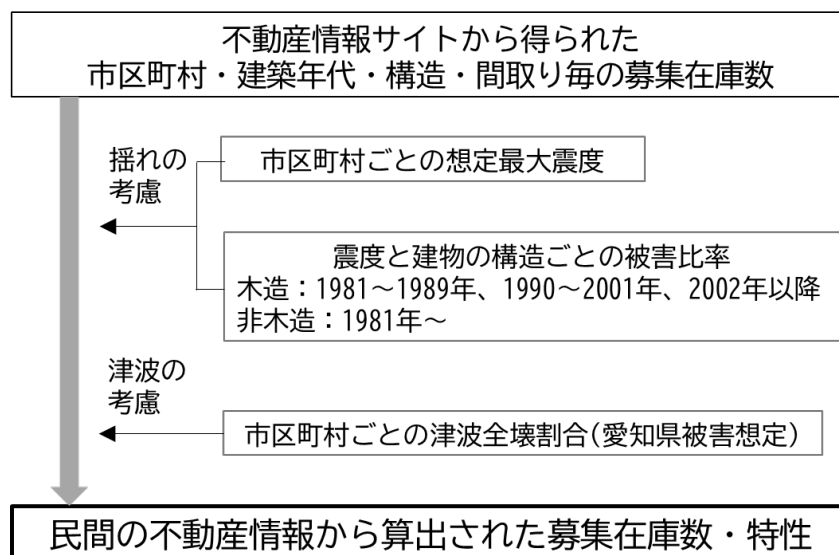 不動産情報サイトから得られた
市区町村・建築年代・構造・間取り毎の募集在庫数
揺れの
考慮
市区町村ごとの想定最大震度
震度と建物の構造ごとの被害比率
木造：1981～1989年、1990～2001年、2002年以降
非木造：1981年～
津波の
考慮
市区町村ごとの津波全壊割合(愛知県被害想定)
民間の不動産情報から算出された募集在庫数・特性